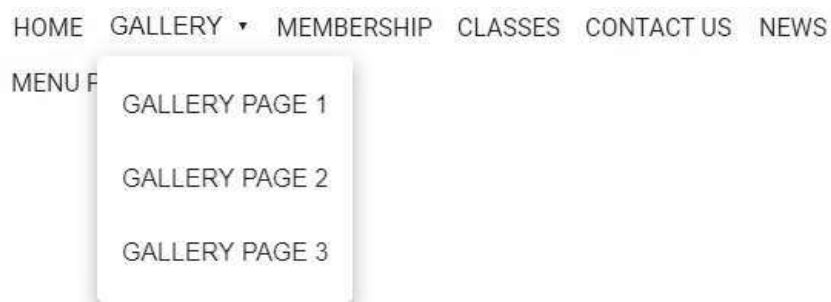 HOME GALLERY ▾ MEMBERSHIP CLASSES CONTACT US NEWS
MENU P
GALLERY PAGE 1
GALLERY PAGE 2
GALLERY PAGE 3